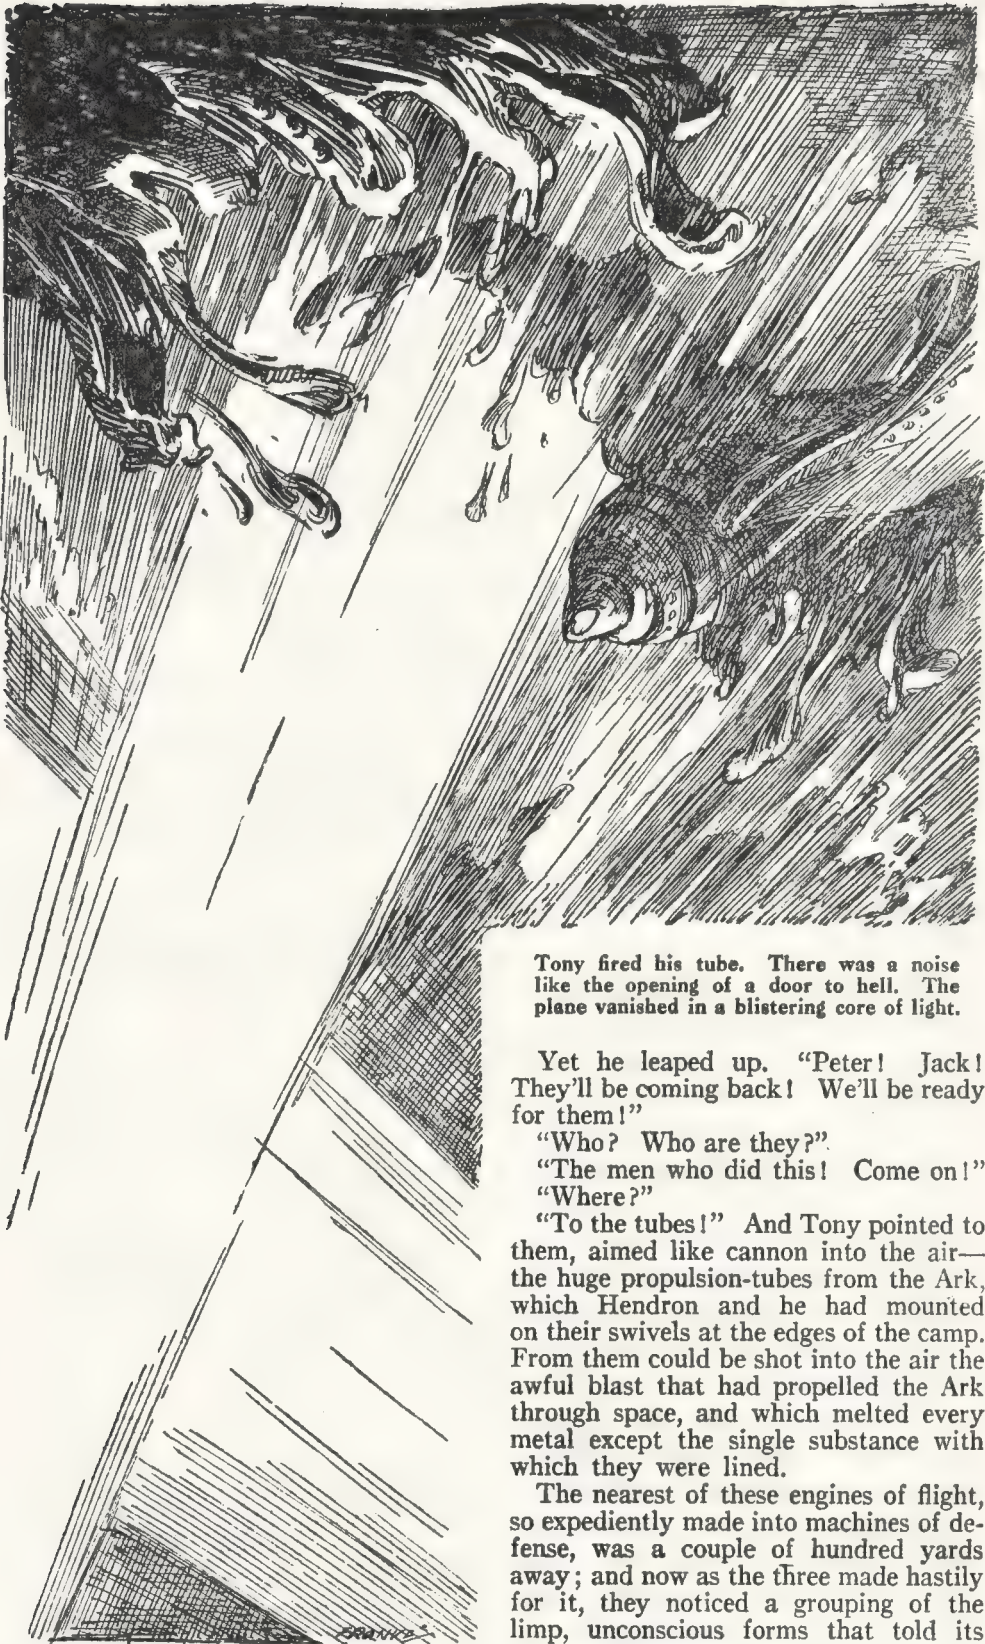 Tony fired his tube. There was a noise
like the opening of a door to hell. The
plane vanished in a blistering core of light.
Yet he leaped up. “Peter! Jack!
They’ll be coming back! We’ll be ready
for them!”
“Who? Who are they?”
“The men who did this! Come on!”
“Where?”
“To the tubes!” And Tony pointed to
them, aimed like cannon into the air—
the huge propulsion-tubes from the Ark,
which Hendron and he had mounted
on their swivels at the edges of the camp.
From them could be shot into the air the
awful blast that had propelled the Ark
through space, and which melted every
metal except the single substance with
which they were lined.
The nearest of these engines of flight,
so expediently made into machines of de-
fense, was a couple of hundred yards
away; and now as the three made hastily
for it, they noticed a grouping of the
limp, unconscious forms that told its